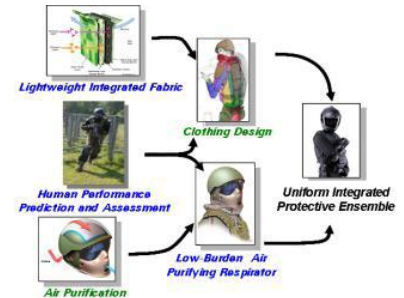 Lightweight Integrated Fabric
Clothing Design
Human Performance
Prediction and Assessment
Uniform Integrated
Protective Ensemble
Low-Burden Air
Purifying Respirator
Air Purification